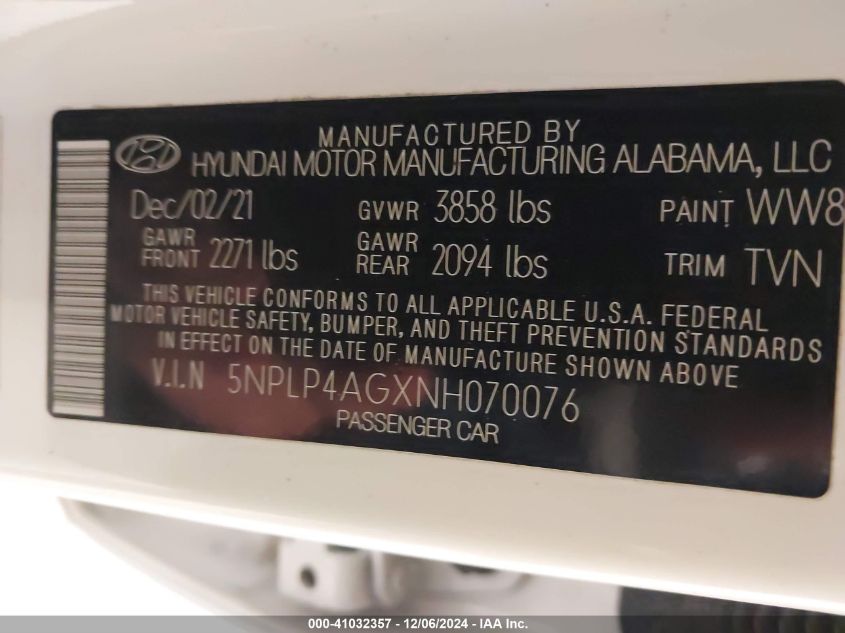 MANUFACTURED BY
HYUNDAI MOTOR MANUFACTURING ALABAMA, LLC
Dec/02/21 GVWR 3858 lbs PAINT WW8
GAWR FRONT 2271 lbs GAWR REAR 2094 lbs TRIM TVN
THIS VEHICLE CONFORMS TO ALL APPLICABLE U.S.A. FEDERAL
MOTOR VEHICLE SAFETY, BUMPER, AND THEFT PREVENTION STANDARDS
IN EFFECT ON THE DATE OF MANUFACTURE SHOWN ABOVE
V.I.N 5NPLP4AGXNH070076
PASSENGER CAR
000-41032357 - 12/06/2024 - IAA Inc.